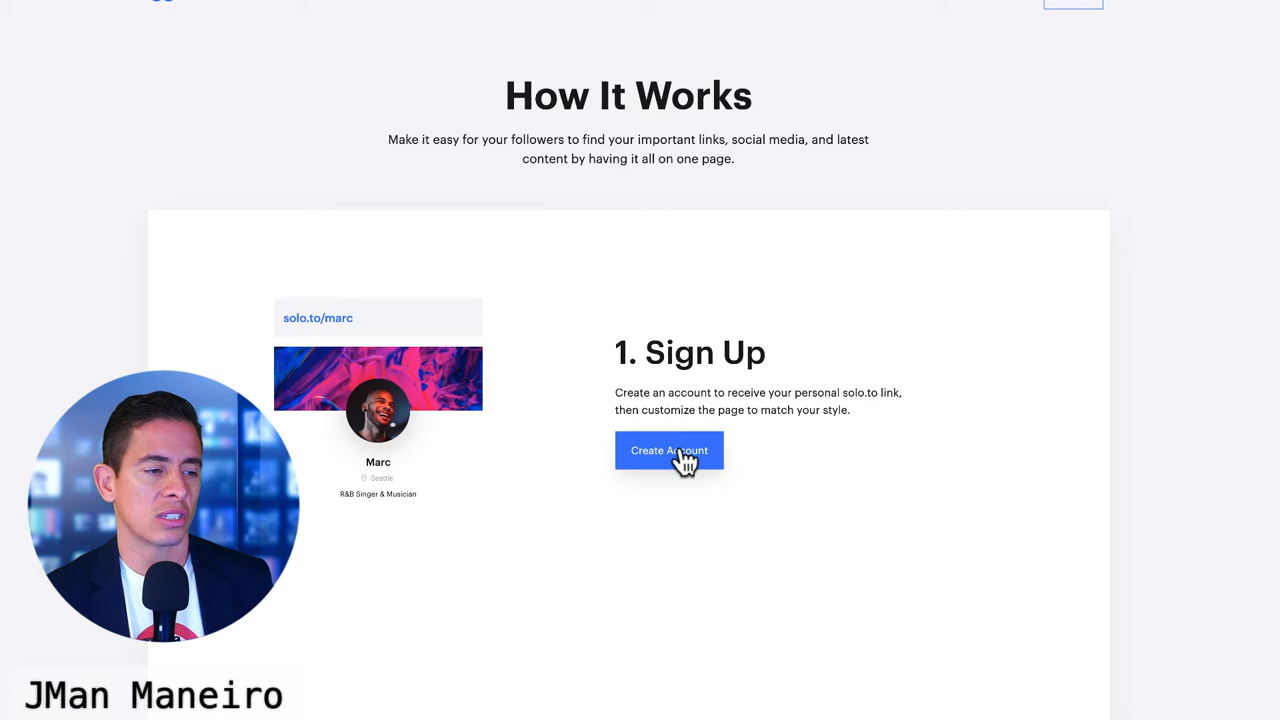 How It Works
Make it easy for your followers to find your important links, social media, and latest
content by having it all on one page.
solo.to/marc
Marc
Seattle
R&B Singer & Musician
1. Sign Up
Create an account to receive your personal solo.to link,
then customize the page to match your style.
Create Account
JMan Maneiro